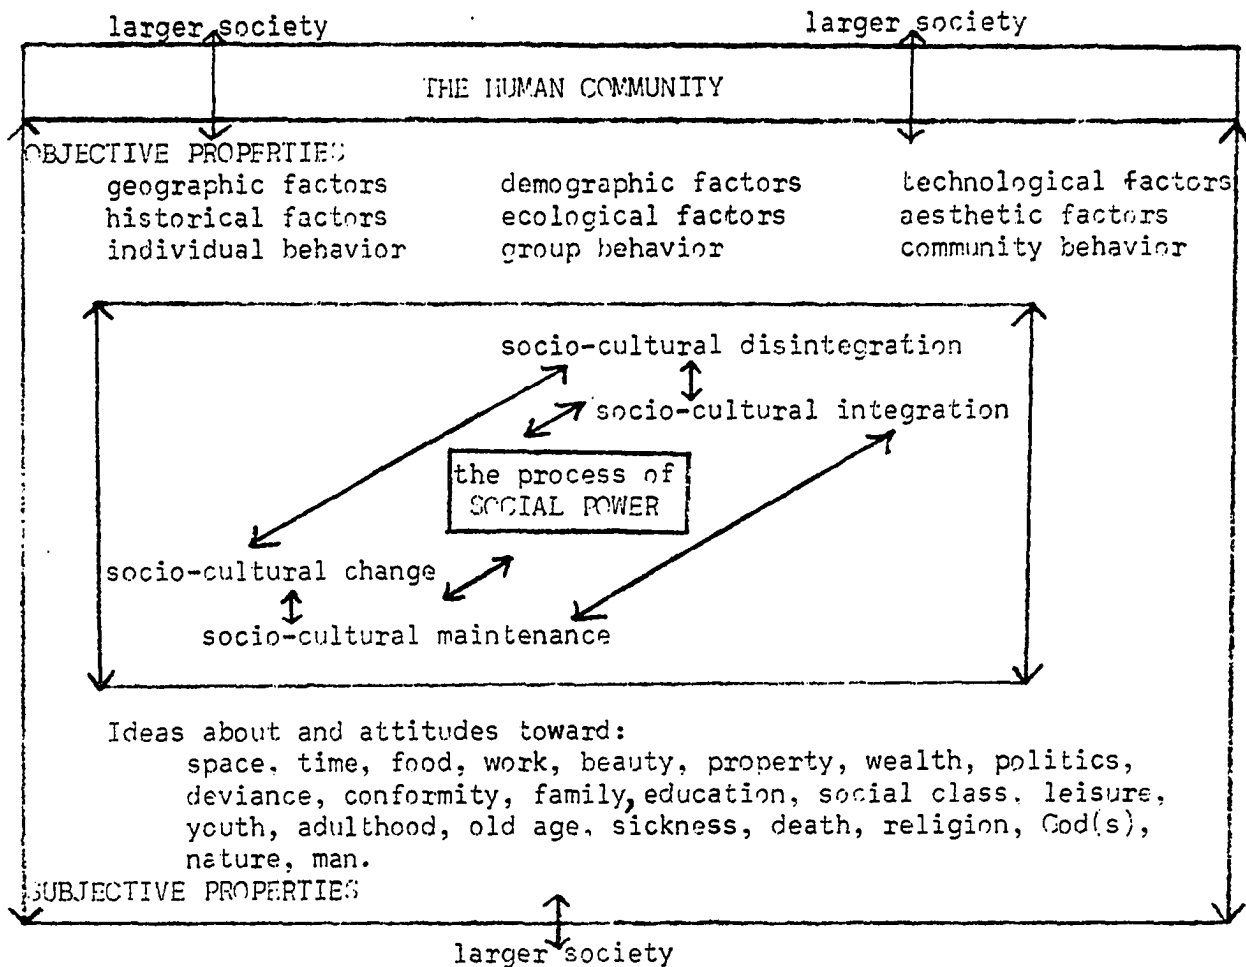 larger society larger society
THE HUMAN COMMUNITY
OBJECTIVE PROPERTIES
geographic factors demographic factors technological factors
historical factors ecological factors aesthetic factors
individual behavior group behavior community behavior
socio-cultural disintegration
socio-cultural integration
the process of
SOCIAL POWER
socio-cultural change
socio-cultural maintenance
Ideas about and attitudes toward:
space, time, food, work, beauty, property, wealth, politics,
deviance, conformity, family, education, social class, leisure,
youth, adulthood, old age, sickness, death, religion, God(s),
nature, man.
SUBJECTIVE PROPERTIES
larger society